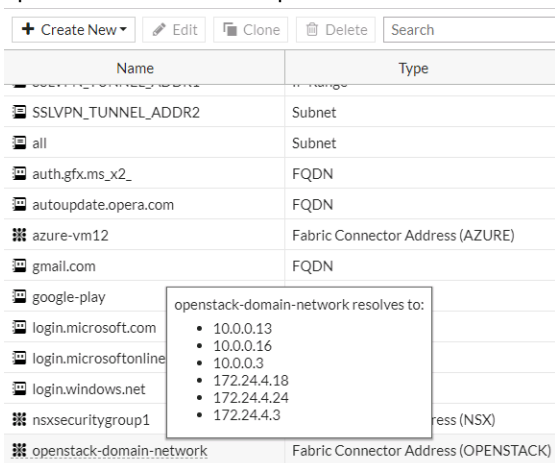 Create New Edit Clone Delete Search
Name Type
SSLVPN_TUNNEL_ADDR2 Subnet
all Subnet
auth.gfx.ms_x2_ FQDN
autoupdate.opera.com FQDN
azure-vm12 Fabric Connector Address (AZURE)
gmail.com FQDN
google-play
openstack-domain-network resolves to:
• 10.0.0.13
• 10.0.0.16
• 10.0.0.3
• 172.24.4.18
• 172.24.4.24
• 172.24.4.3
login.microsoft.com
login.microsoftonline
login.windows.net
nsxsecuritygroup1 ress (NSX)
openstack-domain-network Fabric Connector Address (OPENSTACK)